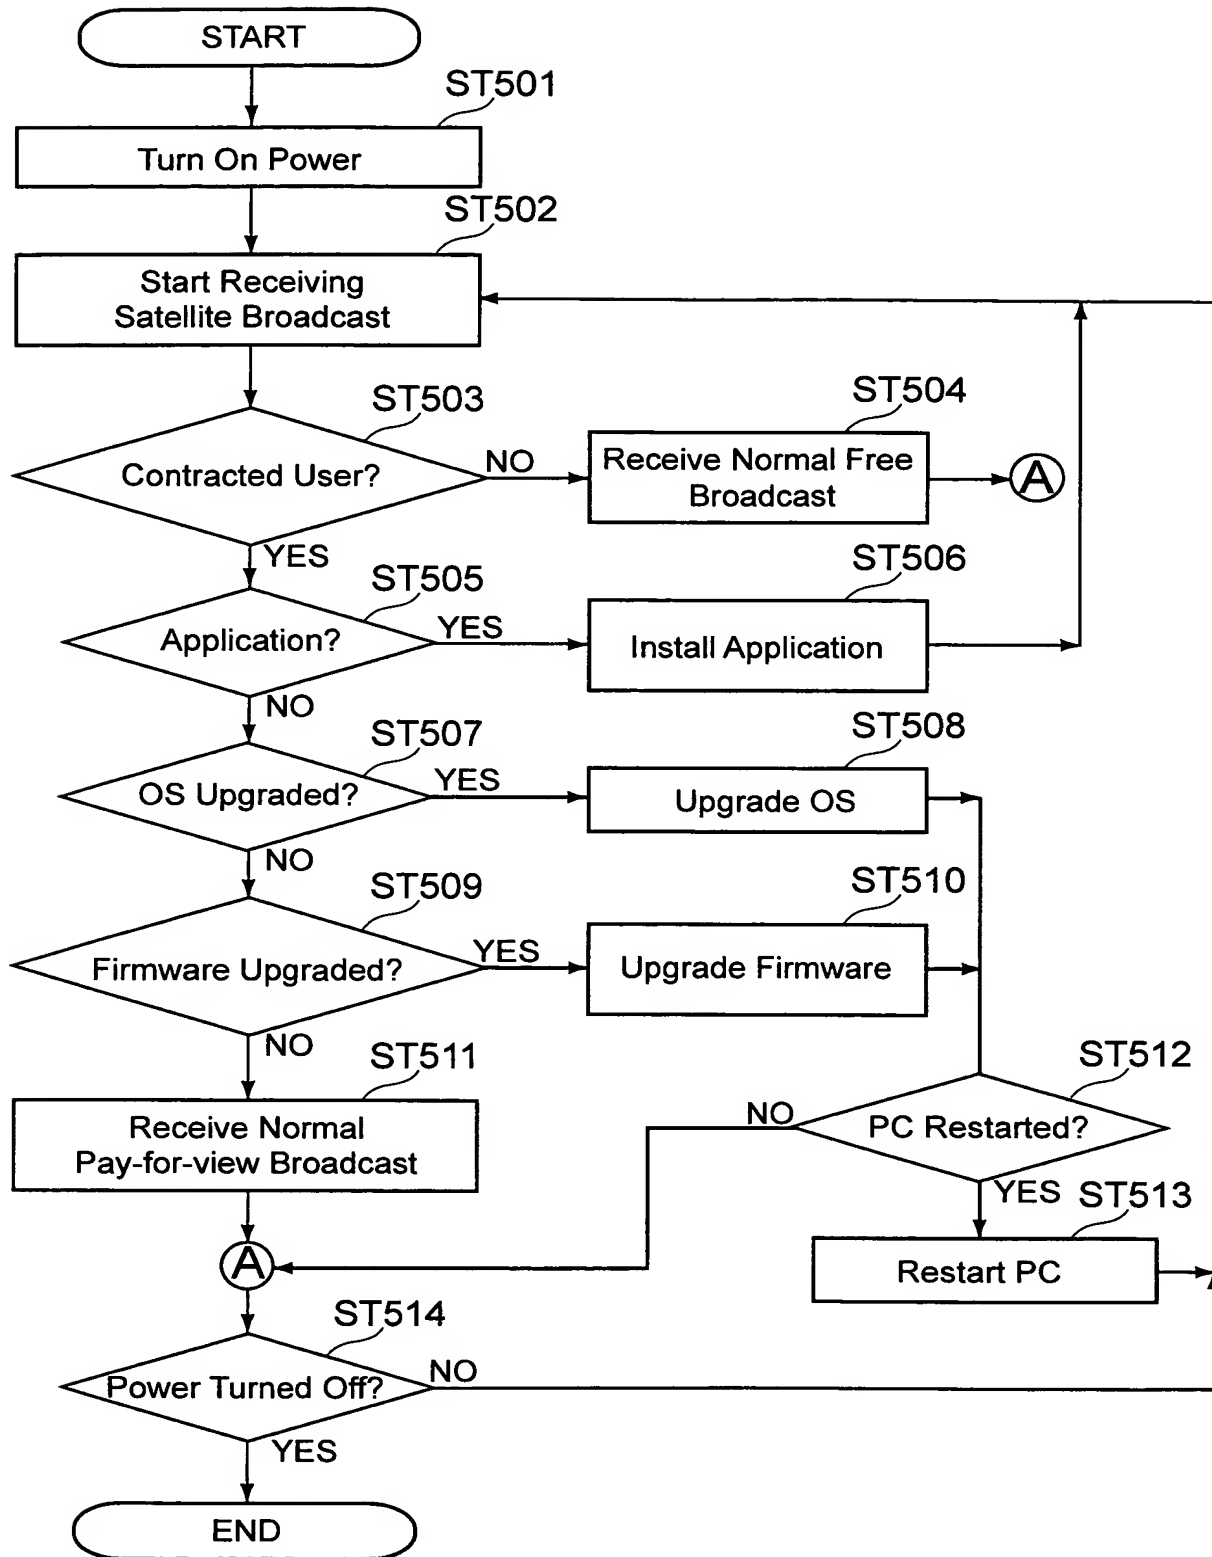 START
ST501
Turn On Power
ST502
Start Receiving
Satellite Broadcast
ST503
Contracted User?
NO
ST504
Receive Normal Free
Broadcast
A
YES
ST505
Application?
YES
ST506
Install Application
NO
ST507
OS Upgraded?
YES
ST508
Upgrade OS
NO
ST509
Firmware Upgraded?
YES
ST510
Upgrade Firmware
NO
ST511
Receive Normal
Pay-for-view Broadcast
ST512
PC Restarted?
NO
YES
ST513
Restart PC
A
ST514
Power Turned Off?
NO
YES
END